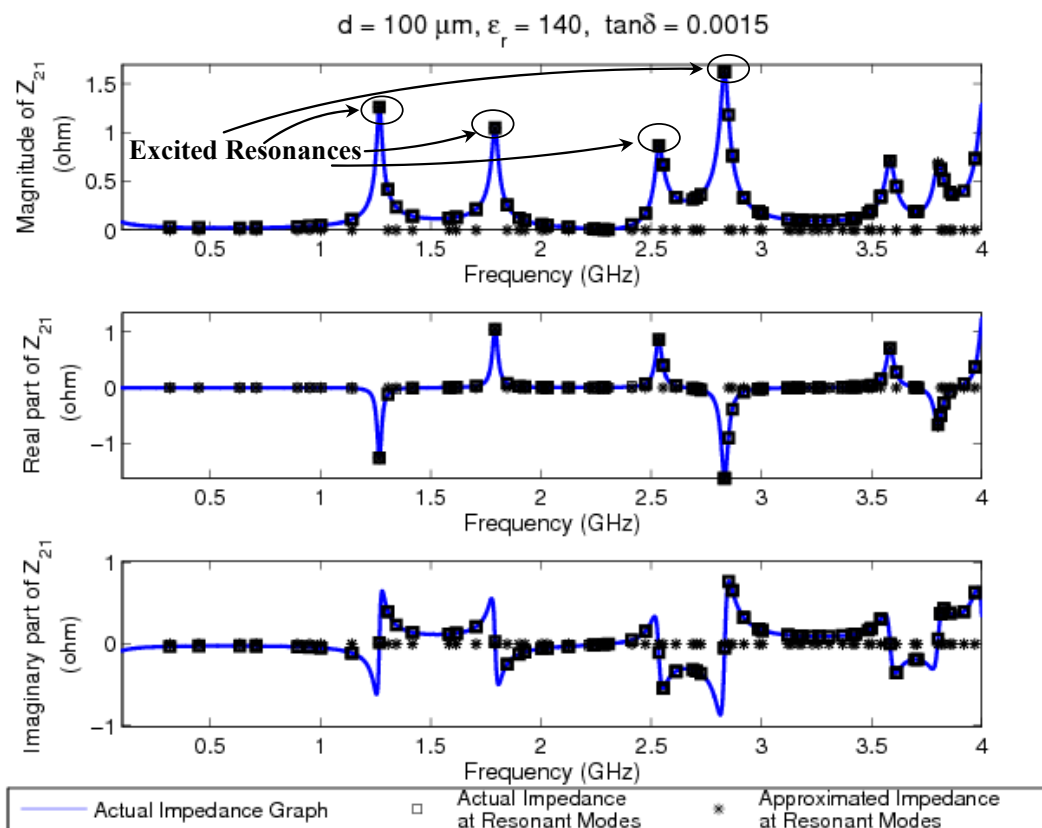 d = 100 μm, ε_r = 140, tanδ = 0.0015
Magnitude of Z_21
(ohm)
1.5
1
0.5
0
Excited Resonances
0.5 1 1.5 2 2.5 3 3.5 4
Frequency (GHz)
Real part of Z_21
(ohm)
1
0
−1
0.5 1 1.5 2 2.5 3 3.5 4
Frequency (GHz)
Imaginary part of Z_21
(ohm)
1
0
−1
0.5 1 1.5 2 2.5 3 3.5 4
Frequency (GHz)
Actual Impedance Graph
Actual Impedance
at Resonant Modes
Approximated Impedance
at Resonant Modes